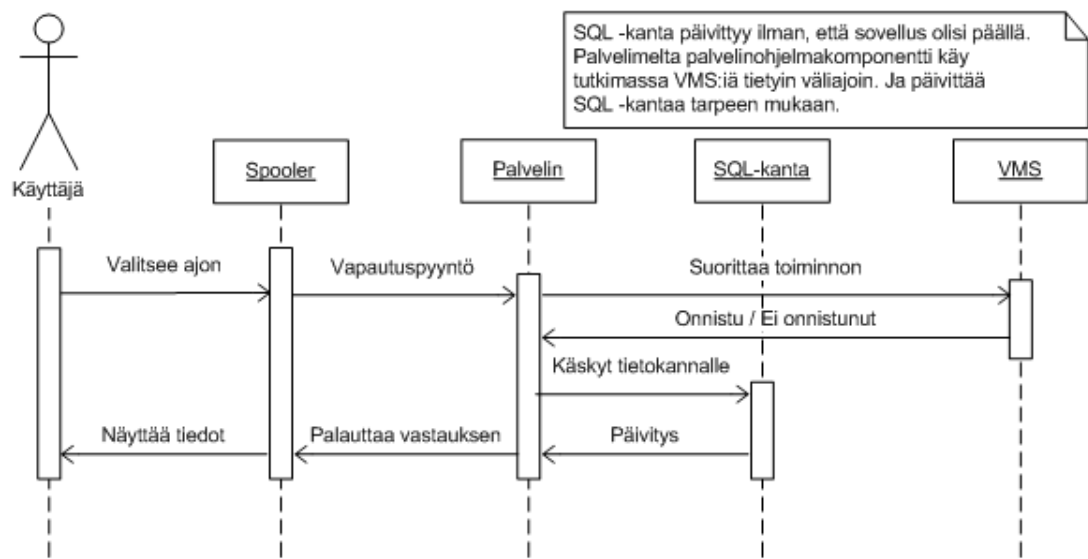 SQL -kanta päivittyy ilman, että sovellus olisi päällä.
Palvelimelta palvelinohjelmakomponentti käy
tutkimassa VMS:iä tietyin väliajoin. Ja päivittää
SQL -kantaa tarpeen mukaan.
Käyttäjä
Spooler
Palvelin
SQL-kanta
VMS
Valitsee ajon
Vapautuspyyntö
Suorittaa toiminnon
Onnistu / Ei onnistunut
Käskyt tietokannalle
Näyttää tiedot
Palauttaa vastauksen
Päivitys